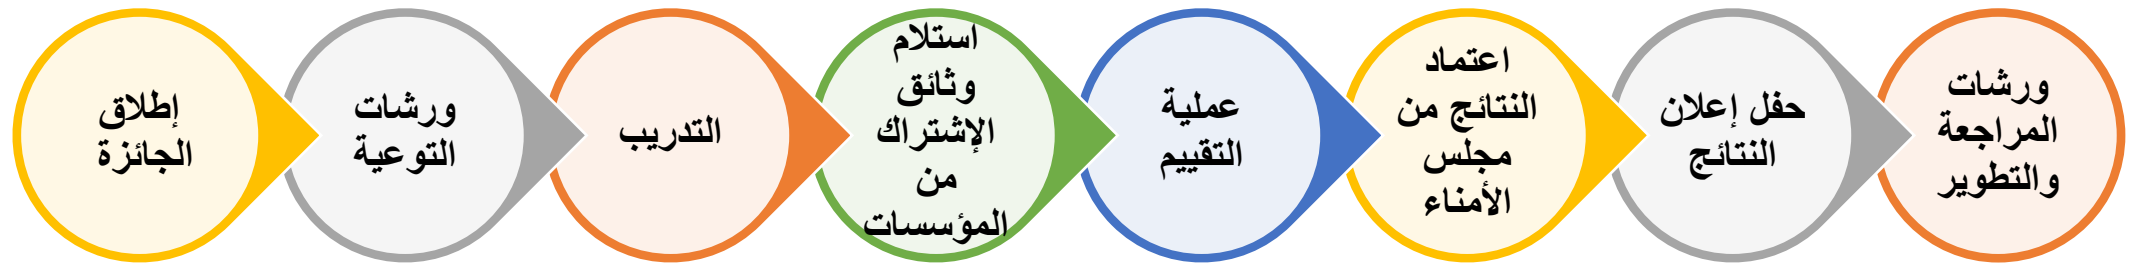 إطلاق
الجائزة
ورشات
التوعية
التدريب
استلام
وثائق
الإشتراك
من
المؤسسات
عملية
التقييم
اعتماد
النتائج من
مجلس
الأمناء
حفل إعلان
النتائج
ورشات
المراجعة
والتطوير